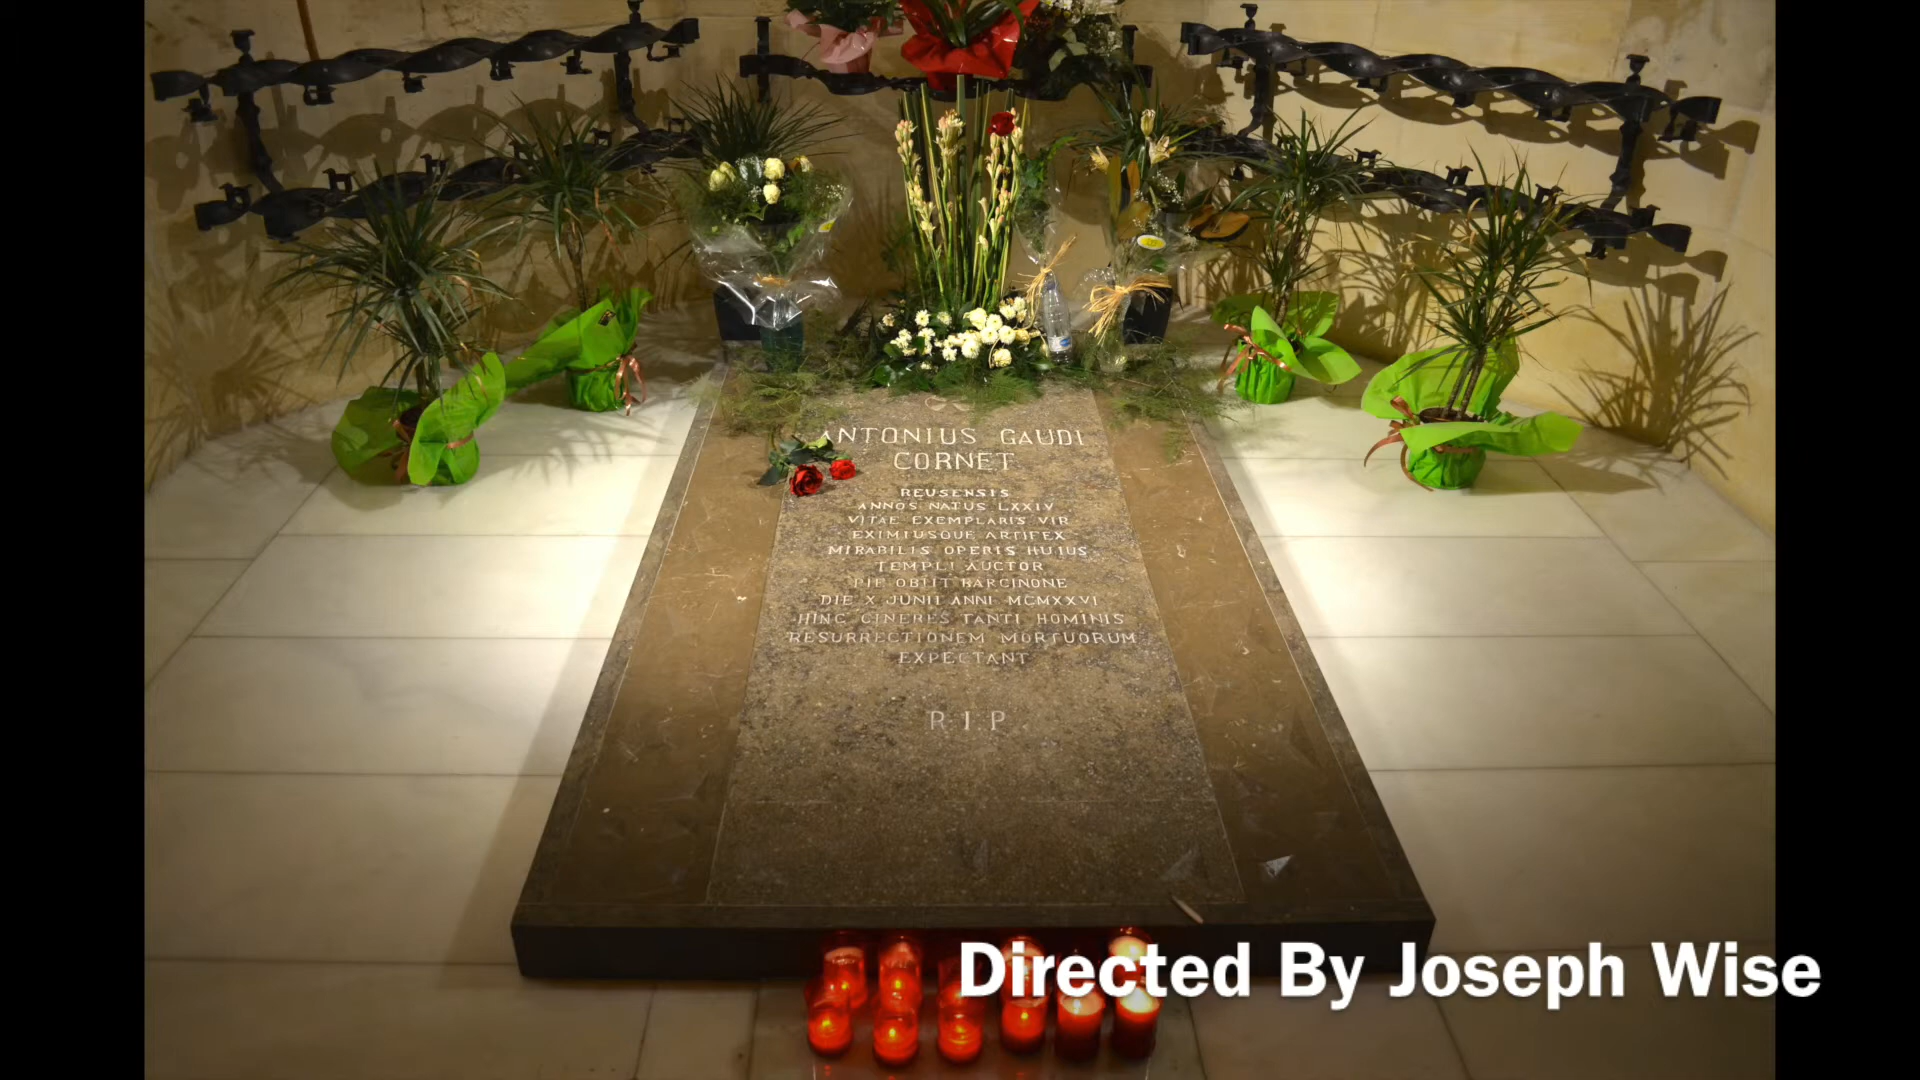 ANTONIUS GAUDI
CORNET
REUSENSIS
ANNOS NATUS LXXIV
VITAE EXEMPLARIS VIR
EXIMIUSQUE ARTIFEX
MIRABILIS OPERIS HUIUS
TEMPLI AUCTOR
PIE OBIIT BARCINONE
DIE X JUNII ANNI MCMXXVI
HINC CINERES TANTI HOMINIS
RESURRECTIONEM MORTUORUM
EXPECTANT
R.I.P
Directed By Joseph Wise